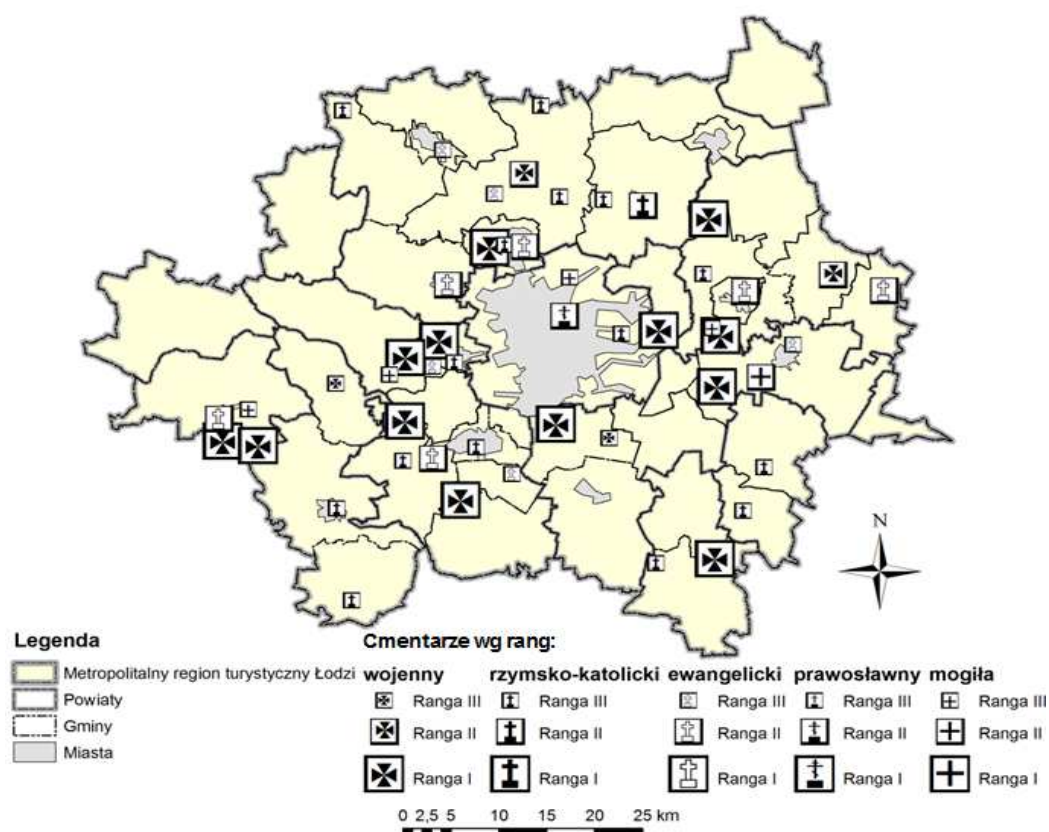 N
Legenda
Metropolitalny region turystyczny Łodzi
Powiaty
Gminy
Miasta
Cmentarze wg rang:
wojenny rzymsko-katolicki ewangelicki prawosławny mogiła
Ranga III Ranga III Ranga III Ranga III Ranga III
Ranga II Ranga II Ranga II Ranga II Ranga II
Ranga I Ranga I Ranga I Ranga I Ranga I
0 2,5 5 10 15 20 25 km